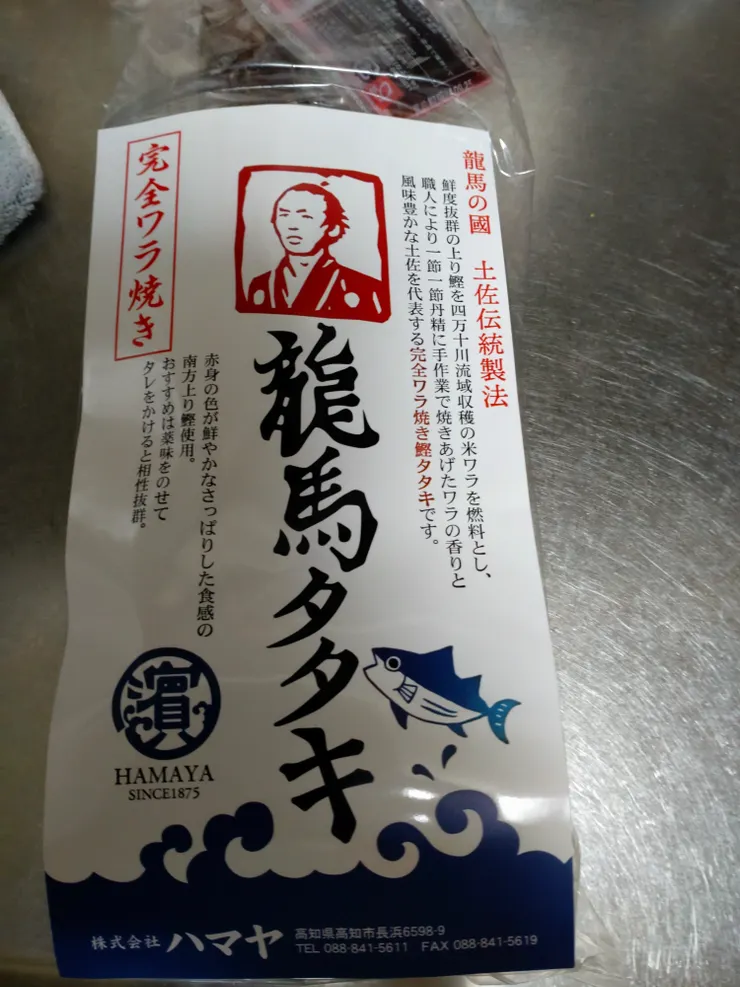 龍馬の國 土佐伝統製法
鮮度抜群の上り鰹を四万十川流域収穫の米ワラを燃料とし、
職人により一節一節丹精に手作業で焼きあげたワラの香りと
風味豊かな土佐を代表する完全ワラ焼き鰹タタキです。
龍馬タタキ
完全ワラ焼き
赤身の色が鮮やかなさっぱりした食感の
南方上り鰹使用。
おすすめは薬味をのせて
タレをかけると相性抜群。
濱
HAMAYA
SINCE1875
株式会社 ハマヤ
高知県高知市長浜6598-9
TEL 088-841-5611 FAX 088-841-5619